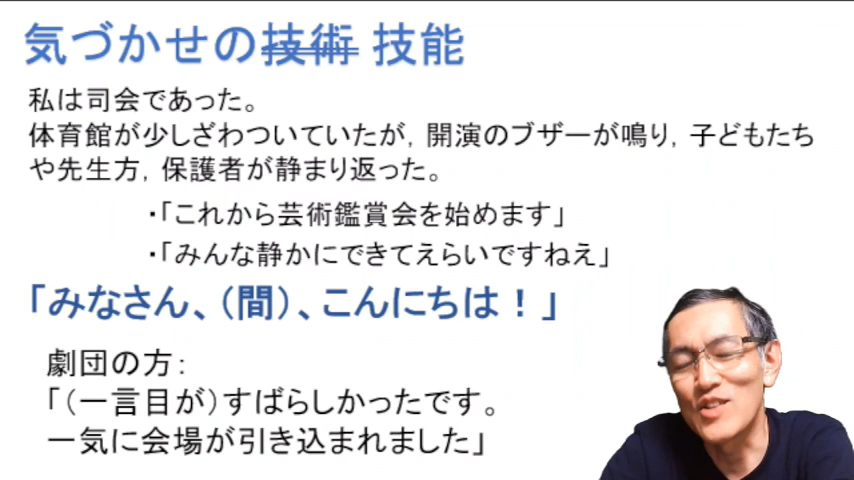 気づかせの技術 技能
私は司会であった。
体育館が少しざわついていたが，開演のブザーが鳴り，子どもたち
や先生方，保護者が静まり返った。
・「これから芸術鑑賞会を始めます」
・「みんな静かにできてえらいですねえ」
「みなさん、（間）、こんにちは！」
劇団の方：
「（一言目が）すばらしかったです。
一気に会場が引き込まれました」